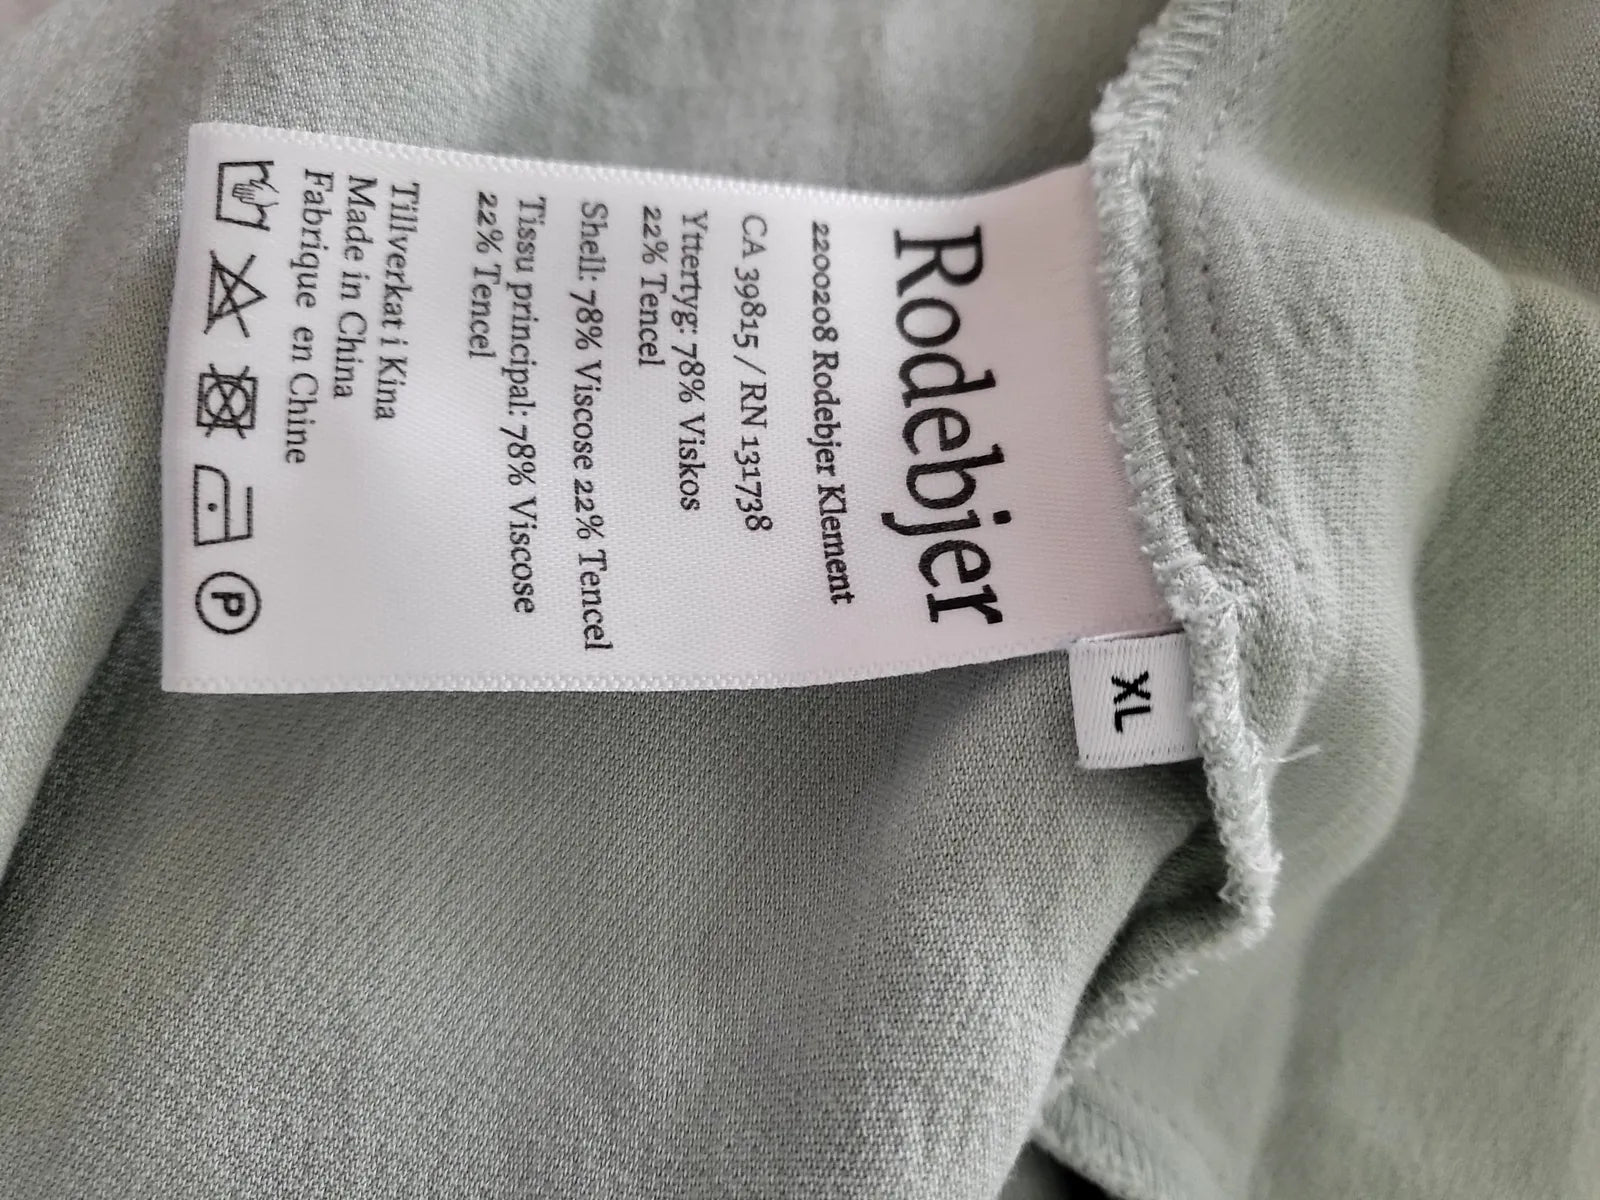 Rodebjer
2200208 Rodebjer Klement
CA 39815 / RN 131738
Yttertyg: 78% Viskos
22% Tencel
Shell: 78% Viscose 22% Tencel
Tissu principal: 78% Viscose
22% Tencel
Tillverkat i Kina
Made in China
Fabrique en Chine
P
XL